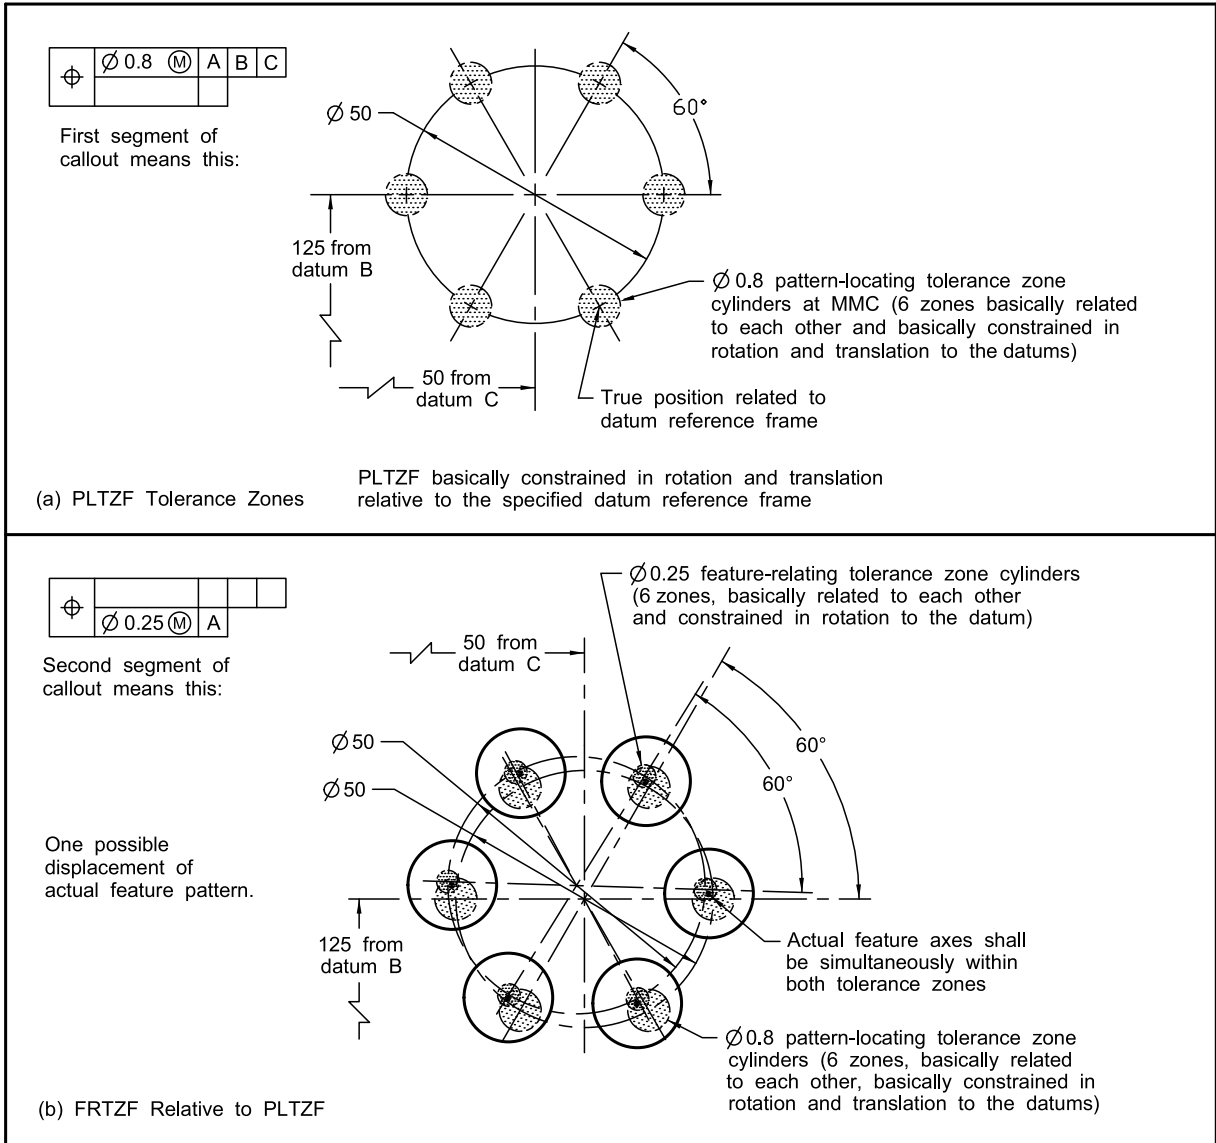 ⌖ ∅ 0.8 Ⓜ A B C
First segment of
callout means this:
∅ 50
60°
125 from
datum B
50 from
datum C
∅ 0.8 pattern-locating tolerance zone
cylinders at MMC (6 zones basically related
to each other and basically constrained in
rotation and translation to the datums)
True position related to
datum reference frame
(a) PLTZF Tolerance Zones
PLTZF basically constrained in rotation and translation
relative to the specified datum reference frame
⌖ ∅ 0.25 Ⓜ A
Second segment of
callout means this:
∅ 0.25 feature-relating tolerance zone cylinders
(6 zones, basically related to each other
and constrained in rotation to the datum)
50 from
datum C
∅ 50
∅ 50
60°
60°
One possible
displacement of
actual feature pattern.
125 from
datum B
Actual feature axes shall
be simultaneously within
both tolerance zones
∅ 0.8 pattern-locating tolerance zone
cylinders (6 zones, basically related
to each other, basically constrained in
rotation and translation to the datums)
(b) FRTZF Relative to PLTZF